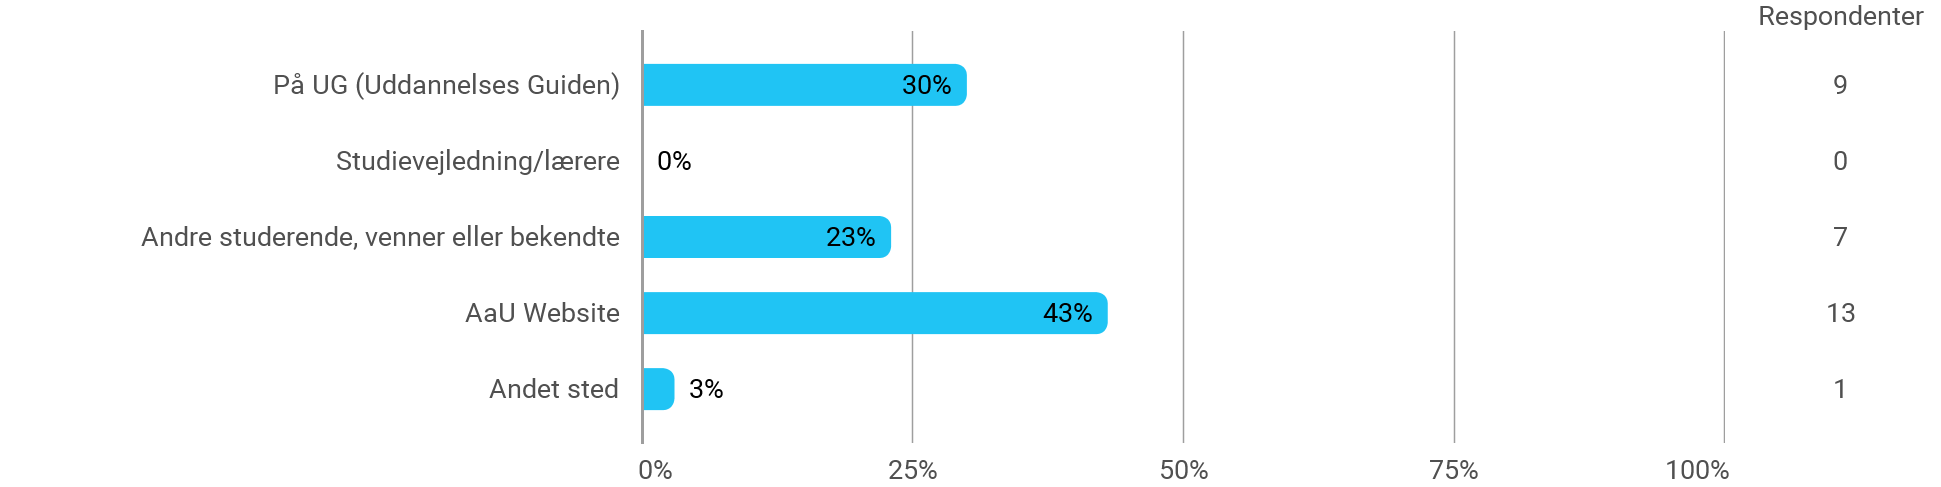 Respondenter
På UG (Uddannelses Guiden) 30% 9
Studievejledning/lærere 0% 0
Andre studerende, venner eller bekendte 23% 7
AaU Website 43% 13
Andet sted 3% 1
0% 25% 50% 75% 100%